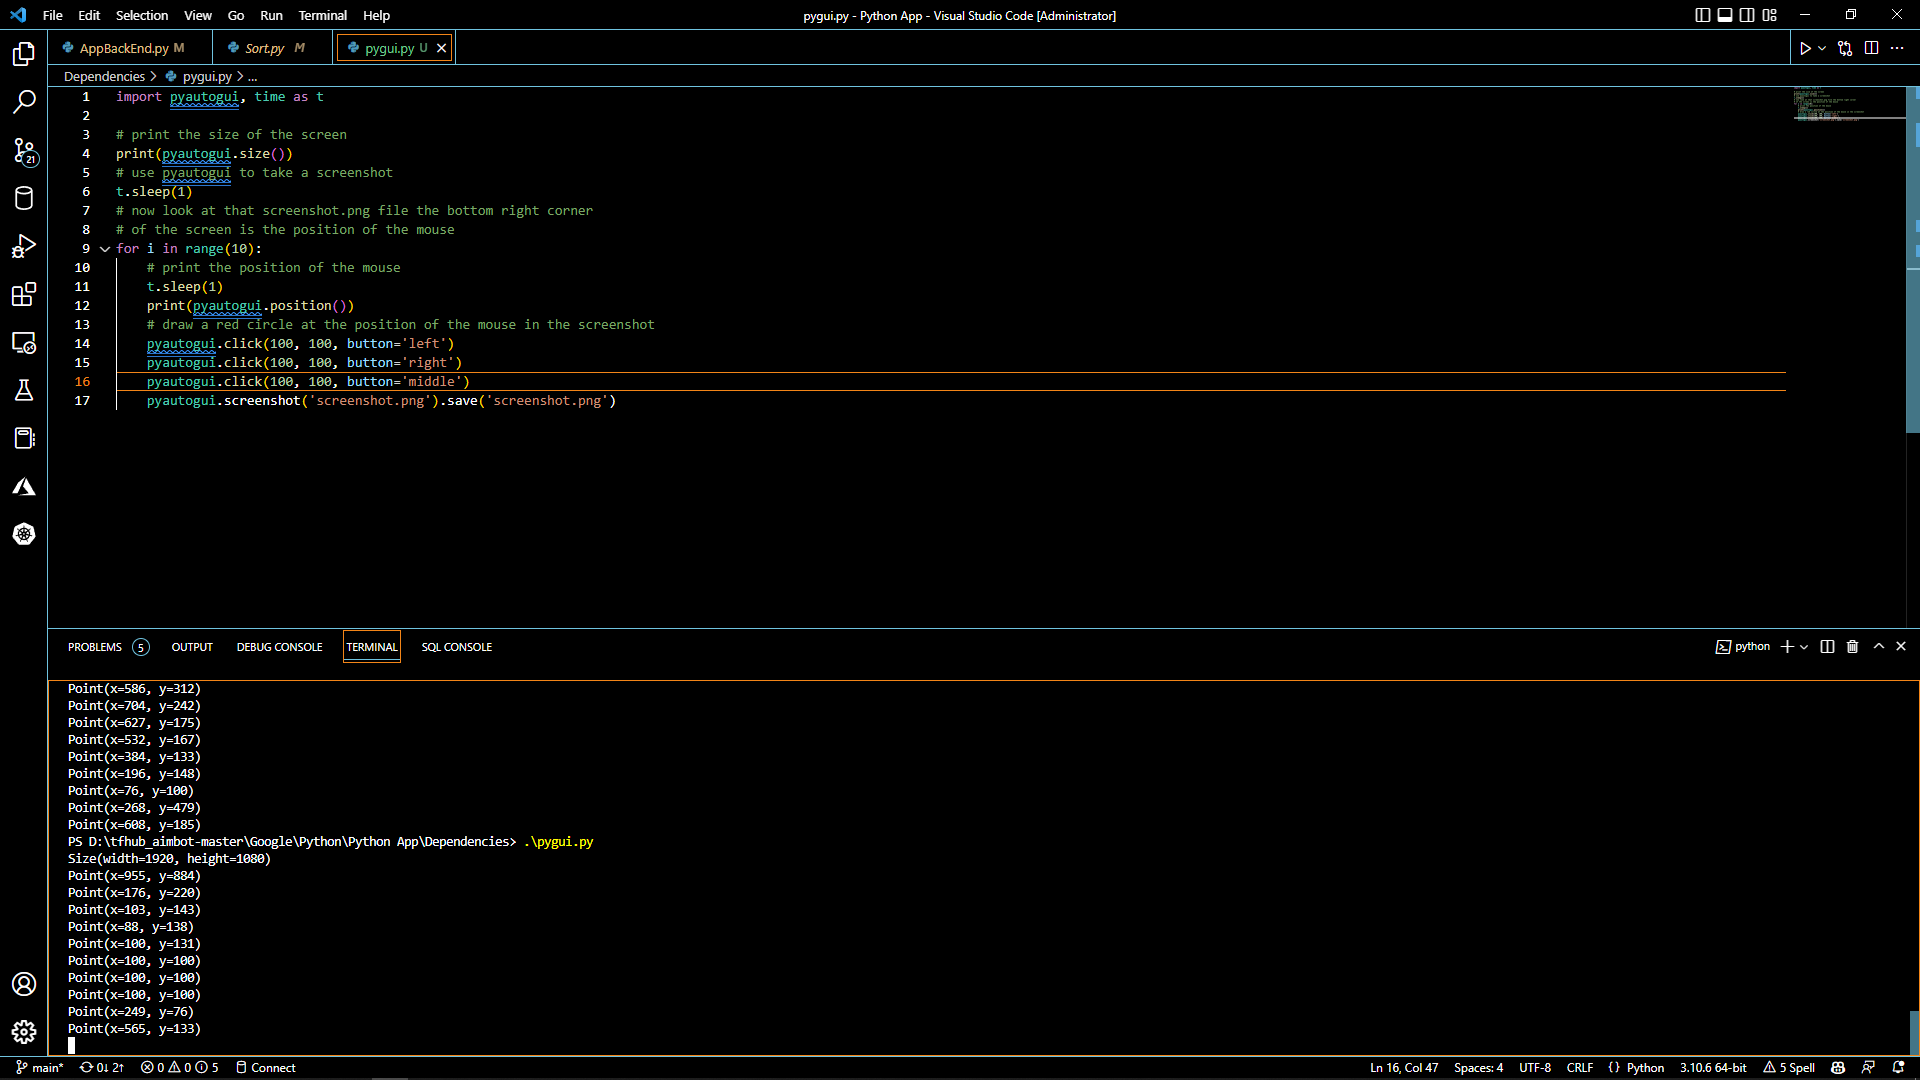 File Edit Selection View Go Run Terminal Help
pygui.py - Python App - Visual Studio Code [Administrator]
AppBackEnd.py M
Sort.py M
pygui.py U
Dependencies > pygui.py > ...
1 import pyautogui, time as t
2
3 # print the size of the screen
4 print(pyautogui.size())
5 # use pyautogui to take a screenshot
6 t.sleep(1)
7 # now look at that screenshot.png file the bottom right corner
8 # of the screen is the position of the mouse
9 for i in range(10):
10 # print the position of the mouse
11 t.sleep(1)
12 print(pyautogui.position())
13 # draw a red circle at the position of the mouse in the screenshot
14 pyautogui.click(100, 100, button='left')
15 pyautogui.click(100, 100, button='right')
16 pyautogui.click(100, 100, button='middle')
17 pyautogui.screenshot('screenshot.png').save('screenshot.png')
21
PROBLEMS 5 OUTPUT DEBUG CONSOLE TERMINAL SQL CONSOLE
python
Point(x=586, y=312)
Point(x=704, y=242)
Point(x=627, y=175)
Point(x=532, y=167)
Point(x=384, y=133)
Point(x=196, y=148)
Point(x=76, y=100)
Point(x=268, y=479)
Point(x=608, y=185)
PS D:\tfhub_aimbot-master\Google\Python\Python App\Dependencies> .\pygui.py
Size(width=1920, height=1080)
Point(x=955, y=884)
Point(x=176, y=220)
Point(x=103, y=143)
Point(x=88, y=138)
Point(x=100, y=131)
Point(x=100, y=100)
Point(x=100, y=100)
Point(x=100, y=100)
Point(x=249, y=76)
Point(x=565, y=133)
main* 0↓ 2↑ 0 0 5 Connect
Ln 16, Col 47 Spaces: 4 UTF-8 CRLF {} Python 3.10.6 64-bit 5 Spell